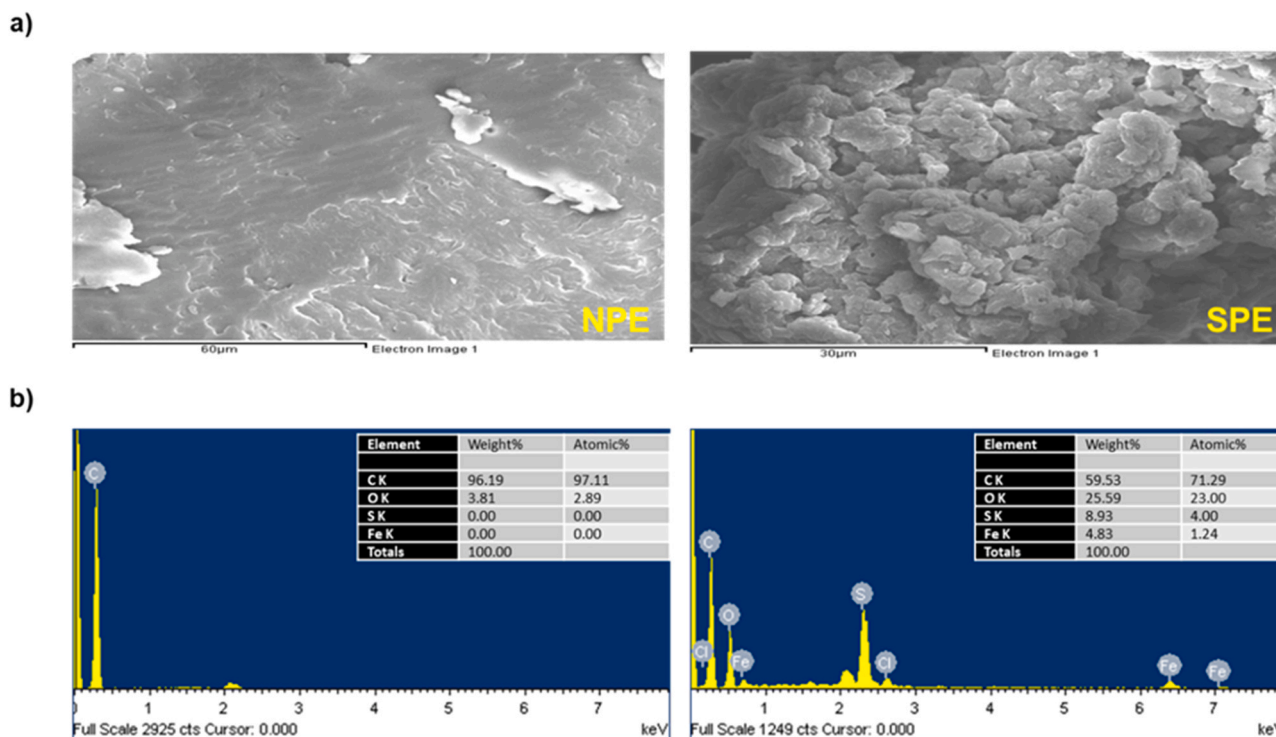 a)
NPE
SPE
60µm Electron Image 1
30µm Electron Image 1
b)
Element Weight% Atomic%
C K 96.19 97.11
O K 3.81 2.89
S K 0.00 0.00
Fe K 0.00 0.00
Totals 100.00
C
0 1 2 3 4 5 6 7
Full Scale 2925 cts Cursor: 0.000 keV
Element Weight% Atomic%
C K 59.53 71.29
O K 25.59 23.00
S K 8.93 4.00
Fe K 4.83 1.24
Totals 100.00
C
S
O
Cl Fe Cl Fe Fe
1 2 3 4 5 6 7
Full Scale 1249 cts Cursor: 0.000 keV